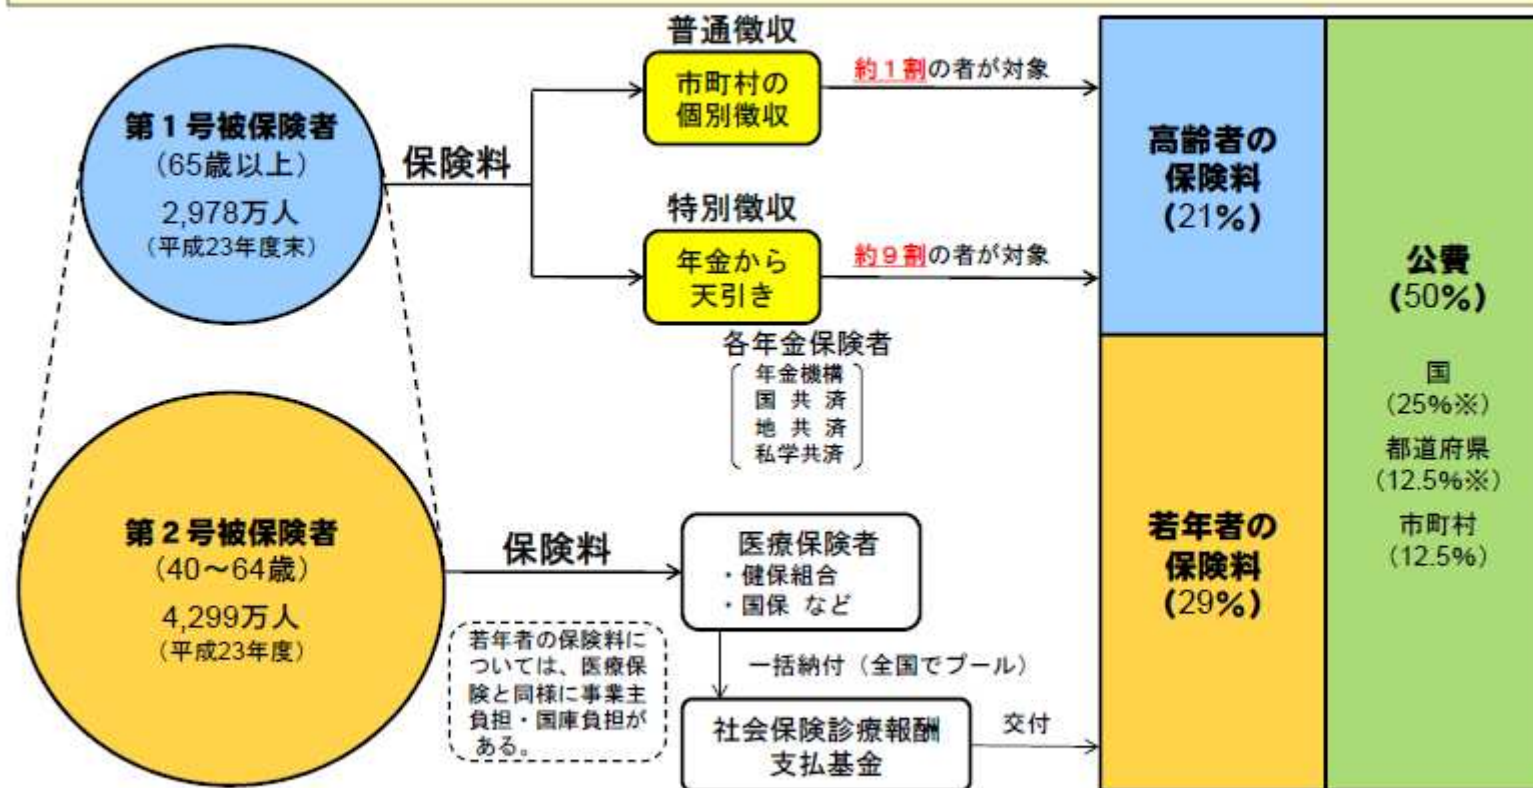 第１号被保険者
（65歳以上）
2,978万人
（平成23年度末）
保険料
普通徴収
市町村の
個別徴収
約１割の者が対象
特別徴収
年金から
天引き
約９割の者が対象
各年金保険者
年金機構
国 共 済
地 共 済
私学共済
第２号被保険者
（40～64歳）
4,299万人
（平成23年度）
保険料
若年者の保険料に
ついては、医療保
険と同様に事業主
負担・国庫負担が
ある。
医療保険者
・健保組合
・国保 など
一括納付（全国でプール）
社会保険診療報酬
支払基金
交付
高齢者の
保険料
(21%)
若年者の
保険料
(29%)
公費
(50%)
国
（25%※）
都道府県
（12.5%※）
市町村
（12.5%）